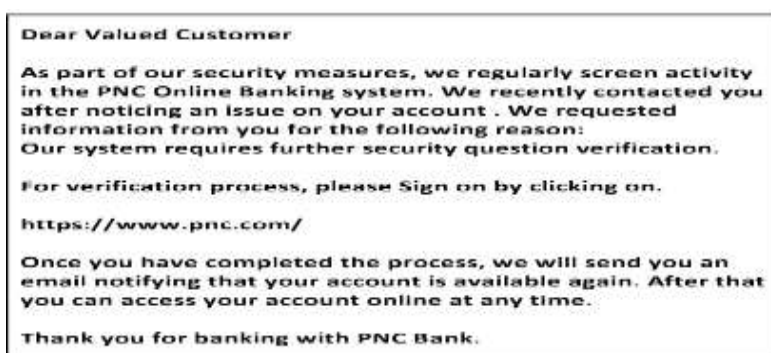 Dear Valued Customer
As part of our security measures, we regularly screen activity
in the PNC Online Banking system. We recently contacted you
after noticing an issue on your account . We requested
information from you for the following reason:
Our system requires further security question verification.
For verification process, please Sign on by clicking on.
https://www.pnc.com/
Once you have completed the process, we will send you an
email notifying that your account is available again. After that
you can access your account online at any time.
Thank you for banking with PNC Bank.